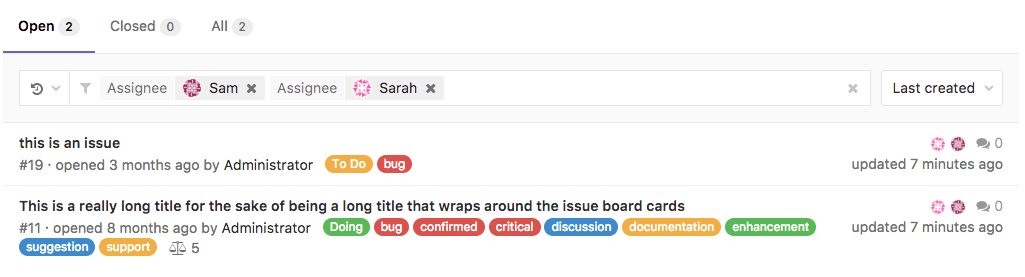 Open 2 Closed 0 All 2
Assignee Sam Assignee Sarah Last created
this is an issue 0
#19 · opened 3 months ago by Administrator To Do bug updated 7 minutes ago
This is a really long title for the sake of being a long title that wraps around the issue board cards 0
#11 · opened 8 months ago by Administrator Doing bug confirmed critical discussion documentation enhancement updated 7 minutes ago
suggestion support 5